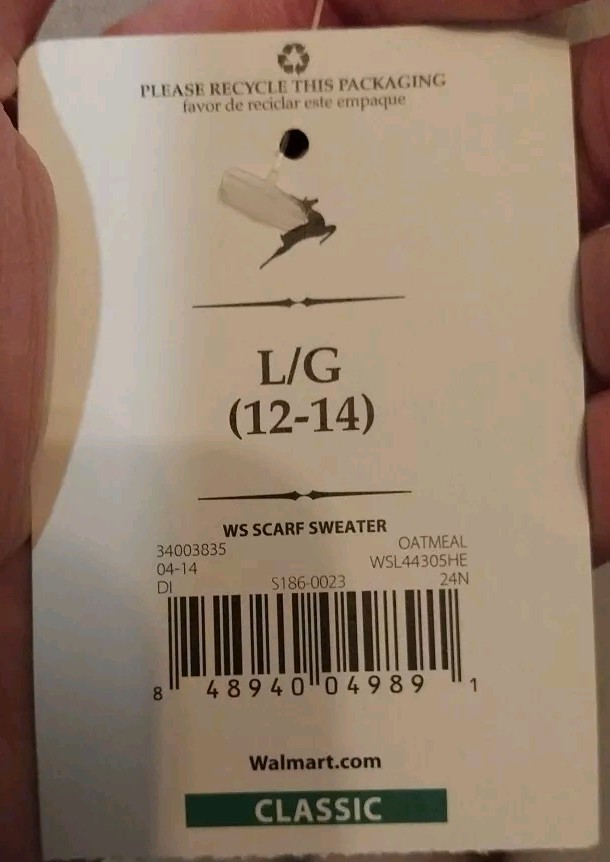 PLEASE RECYCLE THIS PACKAGING
favor de reciclar este empaque
L/G
(12-14)
WS SCARF SWEATER
34003835 OATMEAL
04-14 WSL44305HE
DI S186-0023 24N
8 48940 04989 1
Walmart.com
CLASSIC